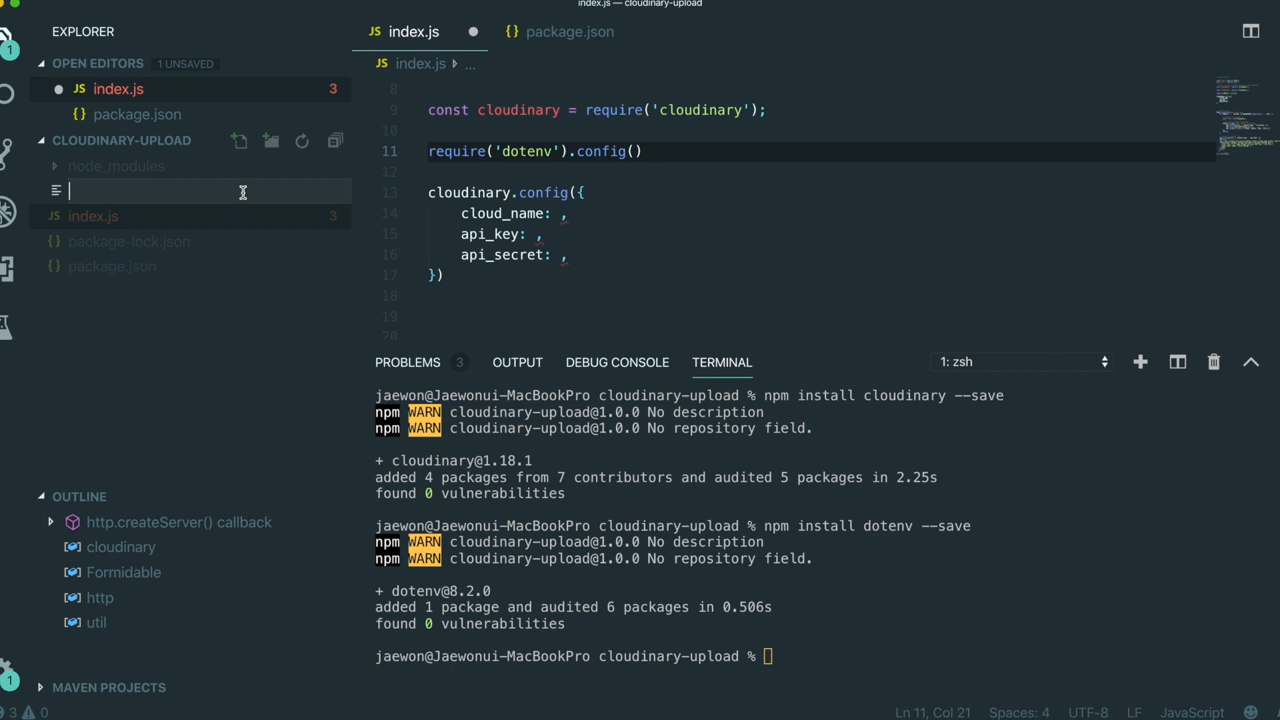 index.js — cloudinary-upload
EXPLORER
OPEN EDITORS 1 UNSAVED
JS index.js 3
{} package.json
CLOUDINARY-UPLOAD
node_modules
JS index.js 3
{} package-lock.json
{} package.json
OUTLINE
http.createServer() callback
cloudinary
Formidable
http
util
MAVEN PROJECTS
1
1
JS index.js
{} package.json
JS index.js ...
8
9 const cloudinary = require('cloudinary');
10
11 require('dotenv').config()
12
13 cloudinary.config({
14 cloud_name: ,
15 api_key: ,
16 api_secret: ,
17 })
18
19
20
PROBLEMS 3 OUTPUT DEBUG CONSOLE TERMINAL 1: zsh
jaewon@Jaewonui-MacBookPro cloudinary-upload % npm install cloudinary --save
npm WARN cloudinary-upload@1.0.0 No description
npm WARN cloudinary-upload@1.0.0 No repository field.
+ cloudinary@1.18.1
added 4 packages from 7 contributors and audited 5 packages in 2.25s
found 0 vulnerabilities
jaewon@Jaewonui-MacBookPro cloudinary-upload % npm install dotenv --save
npm WARN cloudinary-upload@1.0.0 No description
npm WARN cloudinary-upload@1.0.0 No repository field.
+ dotenv@8.2.0
added 1 package and audited 6 packages in 0.506s
found 0 vulnerabilities
jaewon@Jaewonui-MacBookPro cloudinary-upload %
3 0 Ln 11, Col 21 Spaces: 4 UTF-8 LF JavaScript